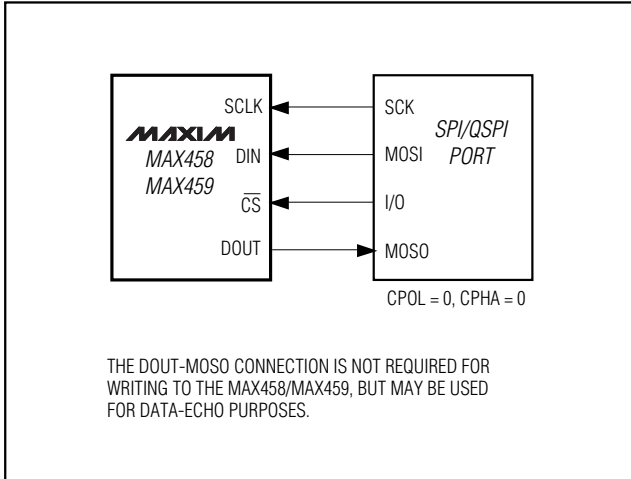 SCLK
SCK
MAXIM
MAX458
MAX459
DIN
MOSI
SPI/QSPI
PORT
CS
I/O
DOUT
MOSO
CPOL = 0, CPHA = 0
THE DOUT-MOSO CONNECTION IS NOT REQUIRED FOR
WRITING TO THE MAX458/MAX459, BUT MAY BE USED
FOR DATA-ECHO PURPOSES.